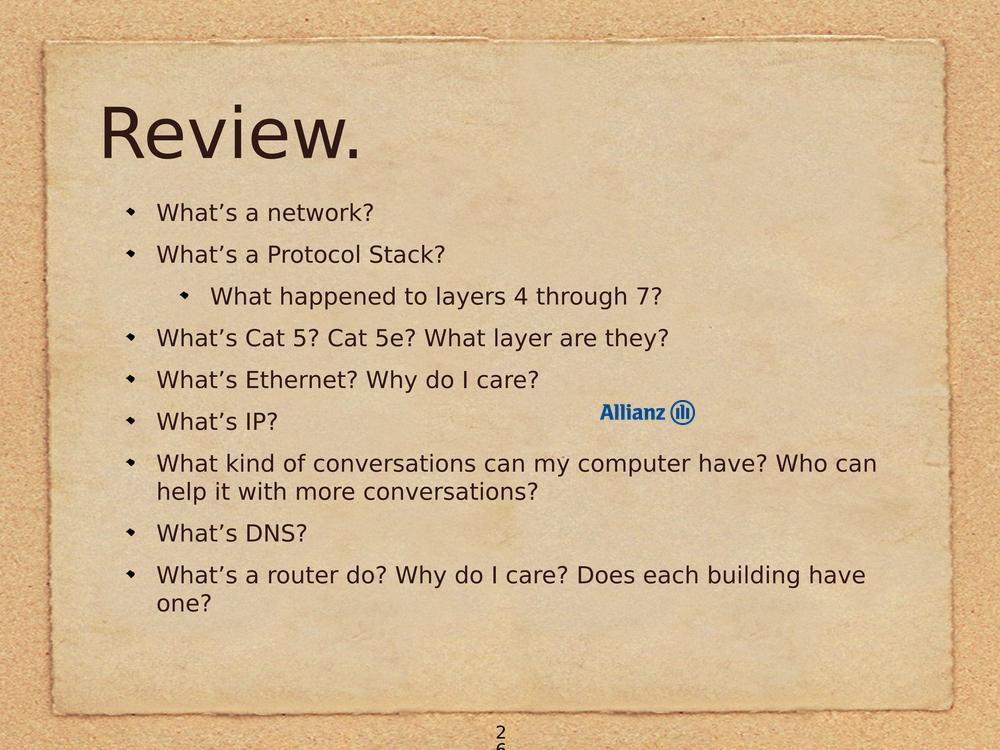 Review.
What’s a network?
What’s a Protocol Stack?
What happened to layers 4 through 7?
What’s Cat 5? Cat 5e? What layer are they?
What’s Ethernet? Why do I care?
Allianz
What’s IP?
What kind of conversations can my computer have? Who can
help it with more conversations?
What’s DNS?
What’s a router do? Why do I care? Does each building have
one?
2
6